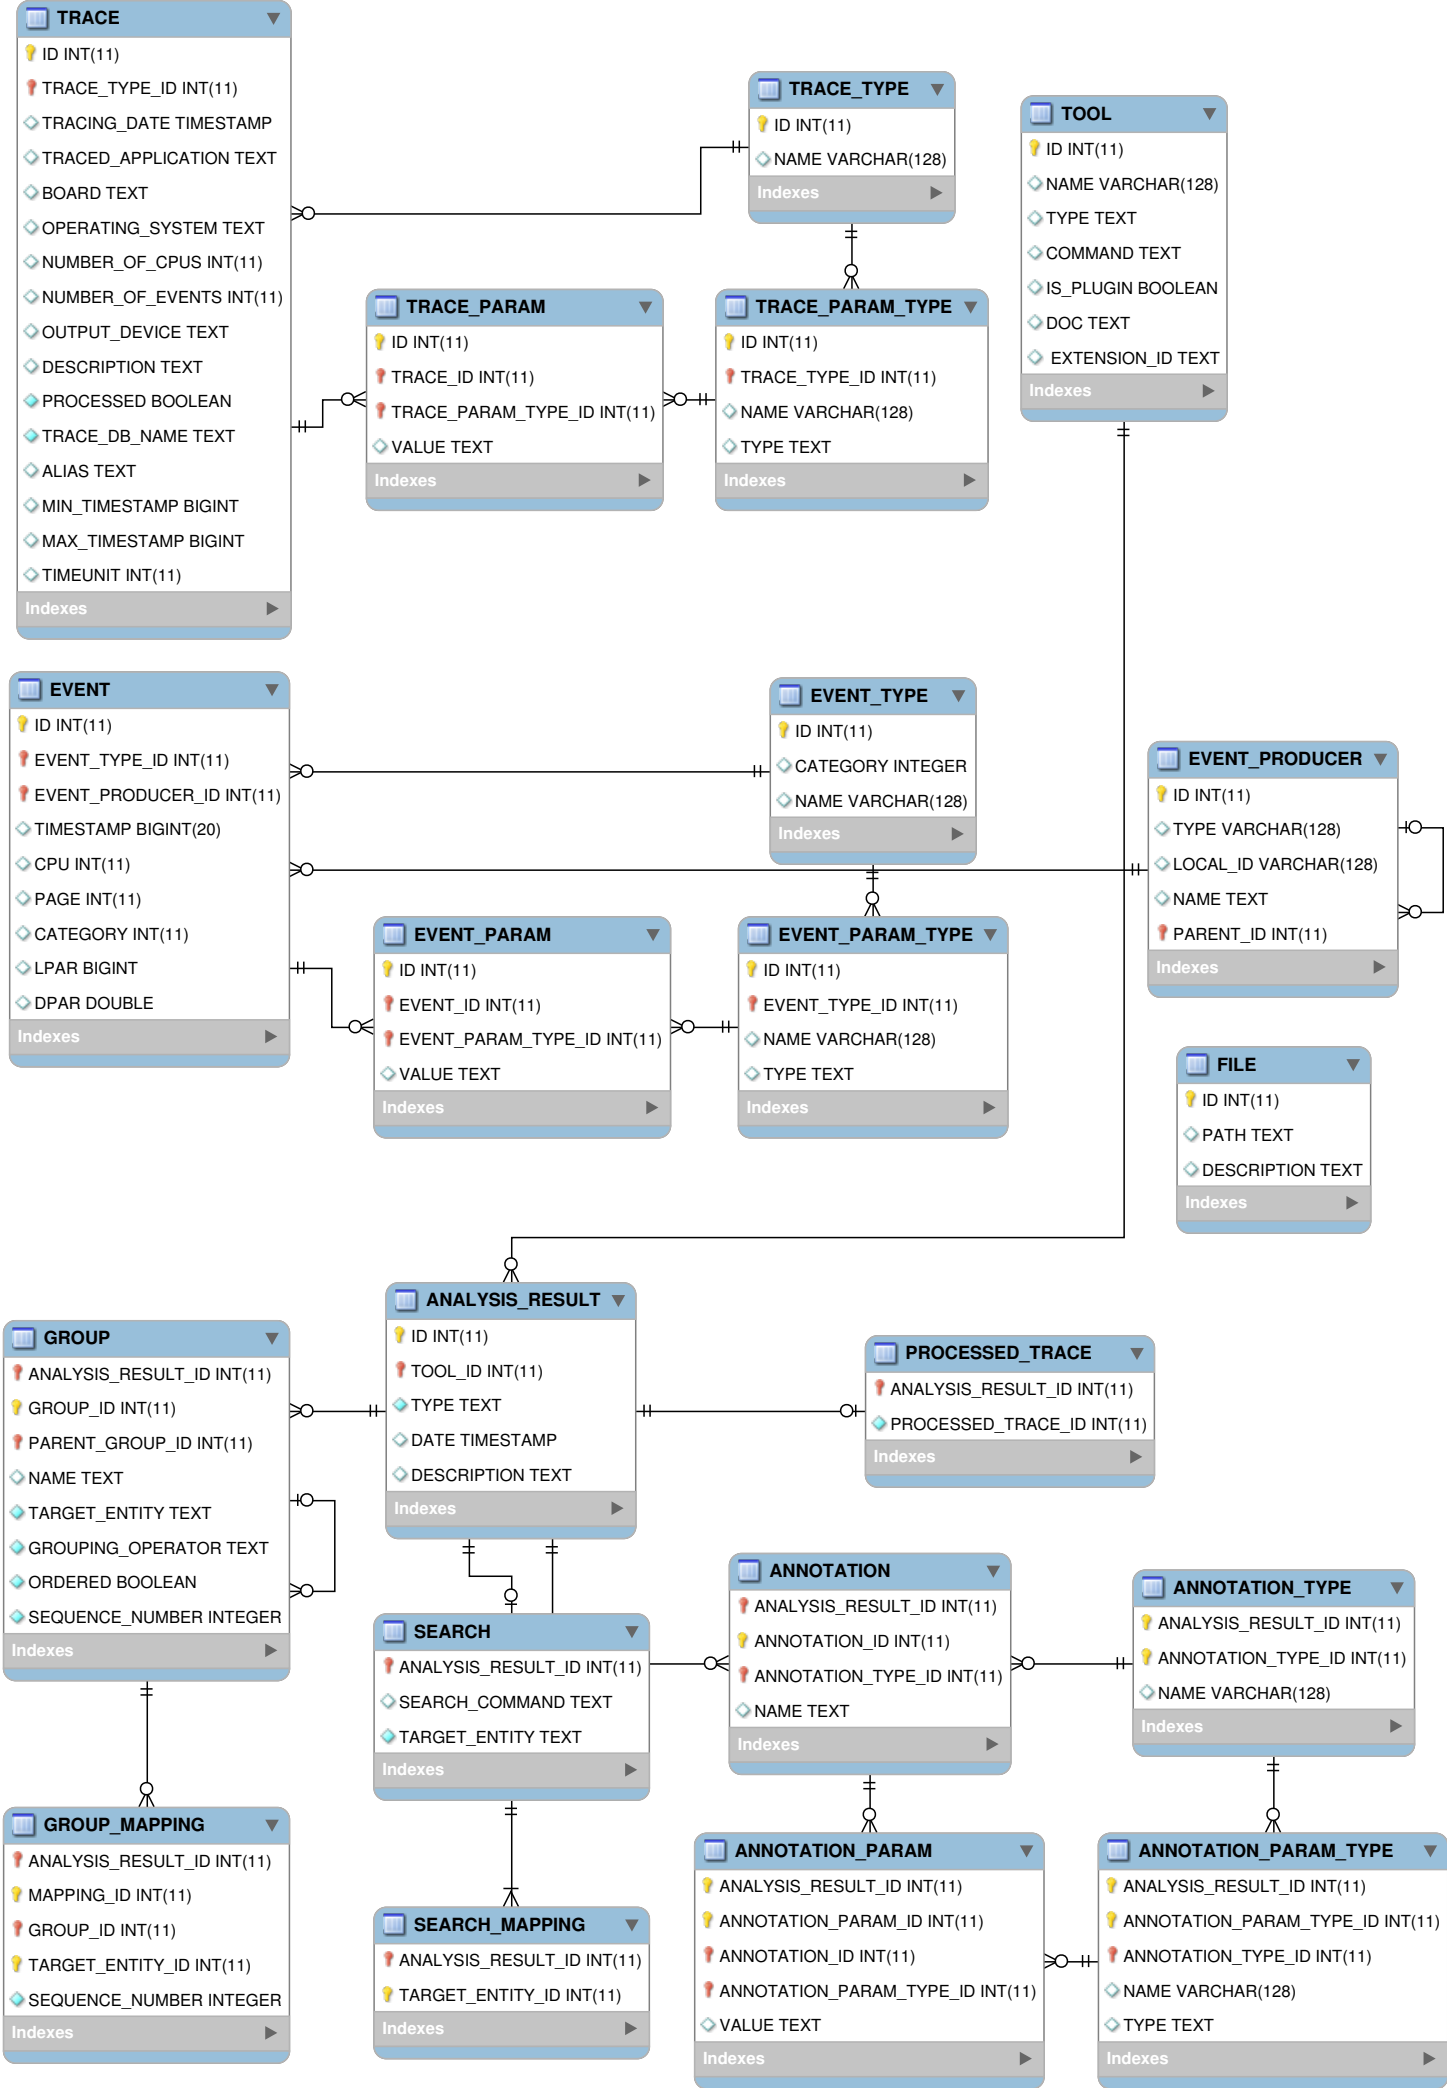 TRACE
ID INT(11)
TRACE_TYPE_ID INT(11)
TRACING_DATE TIMESTAMP
TRACED_APPLICATION TEXT
BOARD TEXT
OPERATING_SYSTEM TEXT
NUMBER_OF_CPUS INT(11)
NUMBER_OF_EVENTS INT(11)
OUTPUT_DEVICE TEXT
DESCRIPTION TEXT
PROCESSED BOOLEAN
TRACE_DB_NAME TEXT
ALIAS TEXT
MIN_TIMESTAMP BIGINT
MAX_TIMESTAMP BIGINT
TIMEUNIT INT(11)
Indexes
TRACE_TYPE
ID INT(11)
NAME VARCHAR(128)
Indexes
TOOL
ID INT(11)
NAME VARCHAR(128)
TYPE TEXT
COMMAND TEXT
IS_PLUGIN BOOLEAN
DOC TEXT
EXTENSION_ID TEXT
Indexes
TRACE_PARAM
ID INT(11)
TRACE_ID INT(11)
TRACE_PARAM_TYPE_ID INT(11)
VALUE TEXT
Indexes
TRACE_PARAM_TYPE
ID INT(11)
TRACE_TYPE_ID INT(11)
NAME VARCHAR(128)
TYPE TEXT
Indexes
EVENT
ID INT(11)
EVENT_TYPE_ID INT(11)
EVENT_PRODUCER_ID INT(11)
TIMESTAMP BIGINT(20)
CPU INT(11)
PAGE INT(11)
CATEGORY INT(11)
LPAR BIGINT
DPAR DOUBLE
Indexes
EVENT_TYPE
ID INT(11)
CATEGORY INTEGER
NAME VARCHAR(128)
Indexes
EVENT_PRODUCER
ID INT(11)
TYPE VARCHAR(128)
LOCAL_ID VARCHAR(128)
NAME TEXT
PARENT_ID INT(11)
Indexes
EVENT_PARAM
ID INT(11)
EVENT_ID INT(11)
EVENT_PARAM_TYPE_ID INT(11)
VALUE TEXT
Indexes
EVENT_PARAM_TYPE
ID INT(11)
EVENT_TYPE_ID INT(11)
NAME VARCHAR(128)
TYPE TEXT
Indexes
FILE
ID INT(11)
PATH TEXT
DESCRIPTION TEXT
Indexes
ANALYSIS_RESULT
ID INT(11)
TOOL_ID INT(11)
TYPE TEXT
DATE TIMESTAMP
DESCRIPTION TEXT
Indexes
GROUP
ANALYSIS_RESULT_ID INT(11)
GROUP_ID INT(11)
PARENT_GROUP_ID INT(11)
NAME TEXT
TARGET_ENTITY TEXT
GROUPING_OPERATOR TEXT
ORDERED BOOLEAN
SEQUENCE_NUMBER INTEGER
Indexes
PROCESSED_TRACE
ANALYSIS_RESULT_ID INT(11)
PROCESSED_TRACE_ID INT(11)
Indexes
SEARCH
ANALYSIS_RESULT_ID INT(11)
SEARCH_COMMAND TEXT
TARGET_ENTITY TEXT
Indexes
ANNOTATION
ANALYSIS_RESULT_ID INT(11)
ANNOTATION_ID INT(11)
ANNOTATION_TYPE_ID INT(11)
NAME TEXT
Indexes
ANNOTATION_TYPE
ANALYSIS_RESULT_ID INT(11)
ANNOTATION_TYPE_ID INT(11)
NAME VARCHAR(128)
Indexes
GROUP_MAPPING
ANALYSIS_RESULT_ID INT(11)
MAPPING_ID INT(11)
GROUP_ID INT(11)
TARGET_ENTITY_ID INT(11)
SEQUENCE_NUMBER INTEGER
Indexes
SEARCH_MAPPING
ANALYSIS_RESULT_ID INT(11)
TARGET_ENTITY_ID INT(11)
Indexes
ANNOTATION_PARAM
ANALYSIS_RESULT_ID INT(11)
ANNOTATION_PARAM_ID INT(11)
ANNOTATION_ID INT(11)
ANNOTATION_PARAM_TYPE_ID INT(11)
VALUE TEXT
Indexes
ANNOTATION_PARAM_TYPE
ANALYSIS_RESULT_ID INT(11)
ANNOTATION_PARAM_TYPE_ID INT(11)
ANNOTATION_TYPE_ID INT(11)
NAME VARCHAR(128)
TYPE TEXT
Indexes